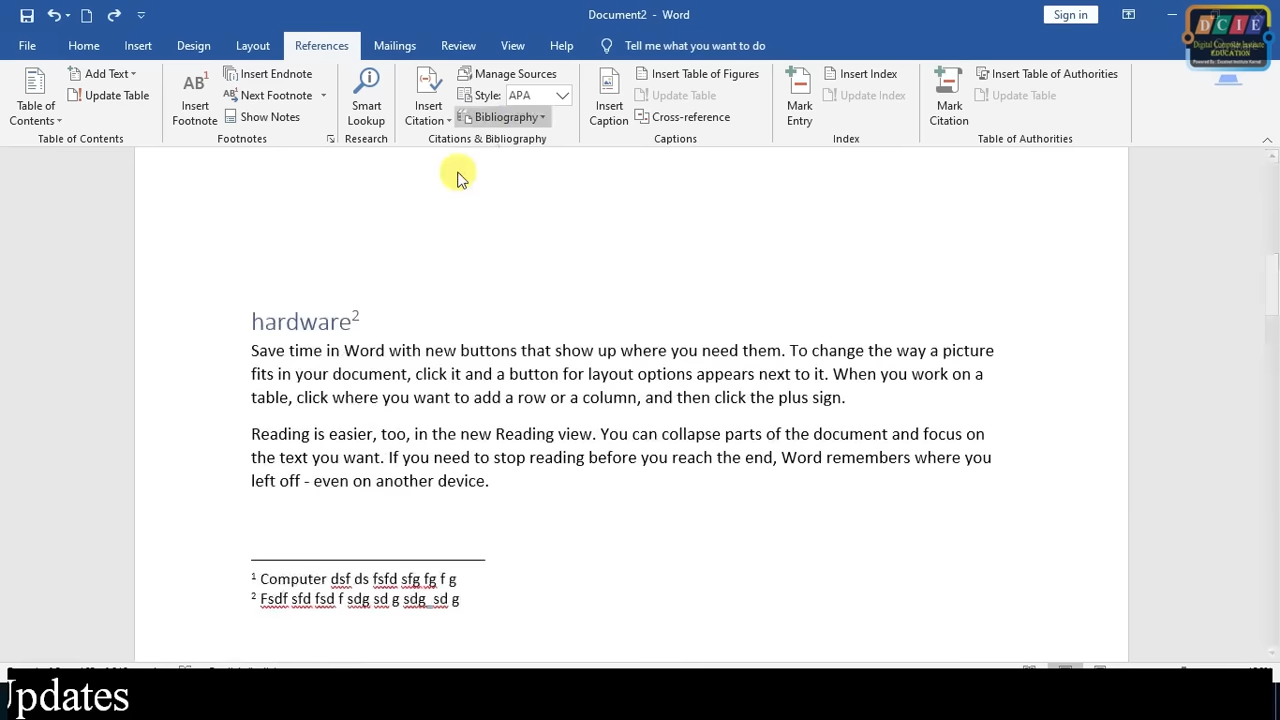 Document2 - Word
Sign in
File Home Insert Design Layout References Mailings Review View Help Tell me what you want to do
Table of Contents
Add Text
Update Table
Table of Contents
AB1
Insert Footnote
Insert Endnote
Next Footnote
Show Notes
Footnotes
Smart Lookup
Research
Insert Citation
Manage Sources
Style: APA
Bibliography
Citations & Bibliography
Insert Caption
Insert Table of Figures
Update Table
Cross-reference
Captions
Mark Entry
Insert Index
Update Index
Index
Mark Citation
Insert Table of Authorities
Update Table
Table of Authorities
DCIE
Digital Computer Institute
EDUCATION
hardware2
Save time in Word with new buttons that show up where you need them. To change the way a picture
fits in your document, click it and a button for layout options appears next to it. When you work on a
table, click where you want to add a row or a column, and then click the plus sign.
Reading is easier, too, in the new Reading view. You can collapse parts of the document and focus on
the text you want. If you need to stop reading before you reach the end, Word remembers where you
left off - even on another device.
1 Computer dsf ds fsfd sfg fg f g
2 Fsdf sfd fsd f sdg sd g sdg sd g
Updates